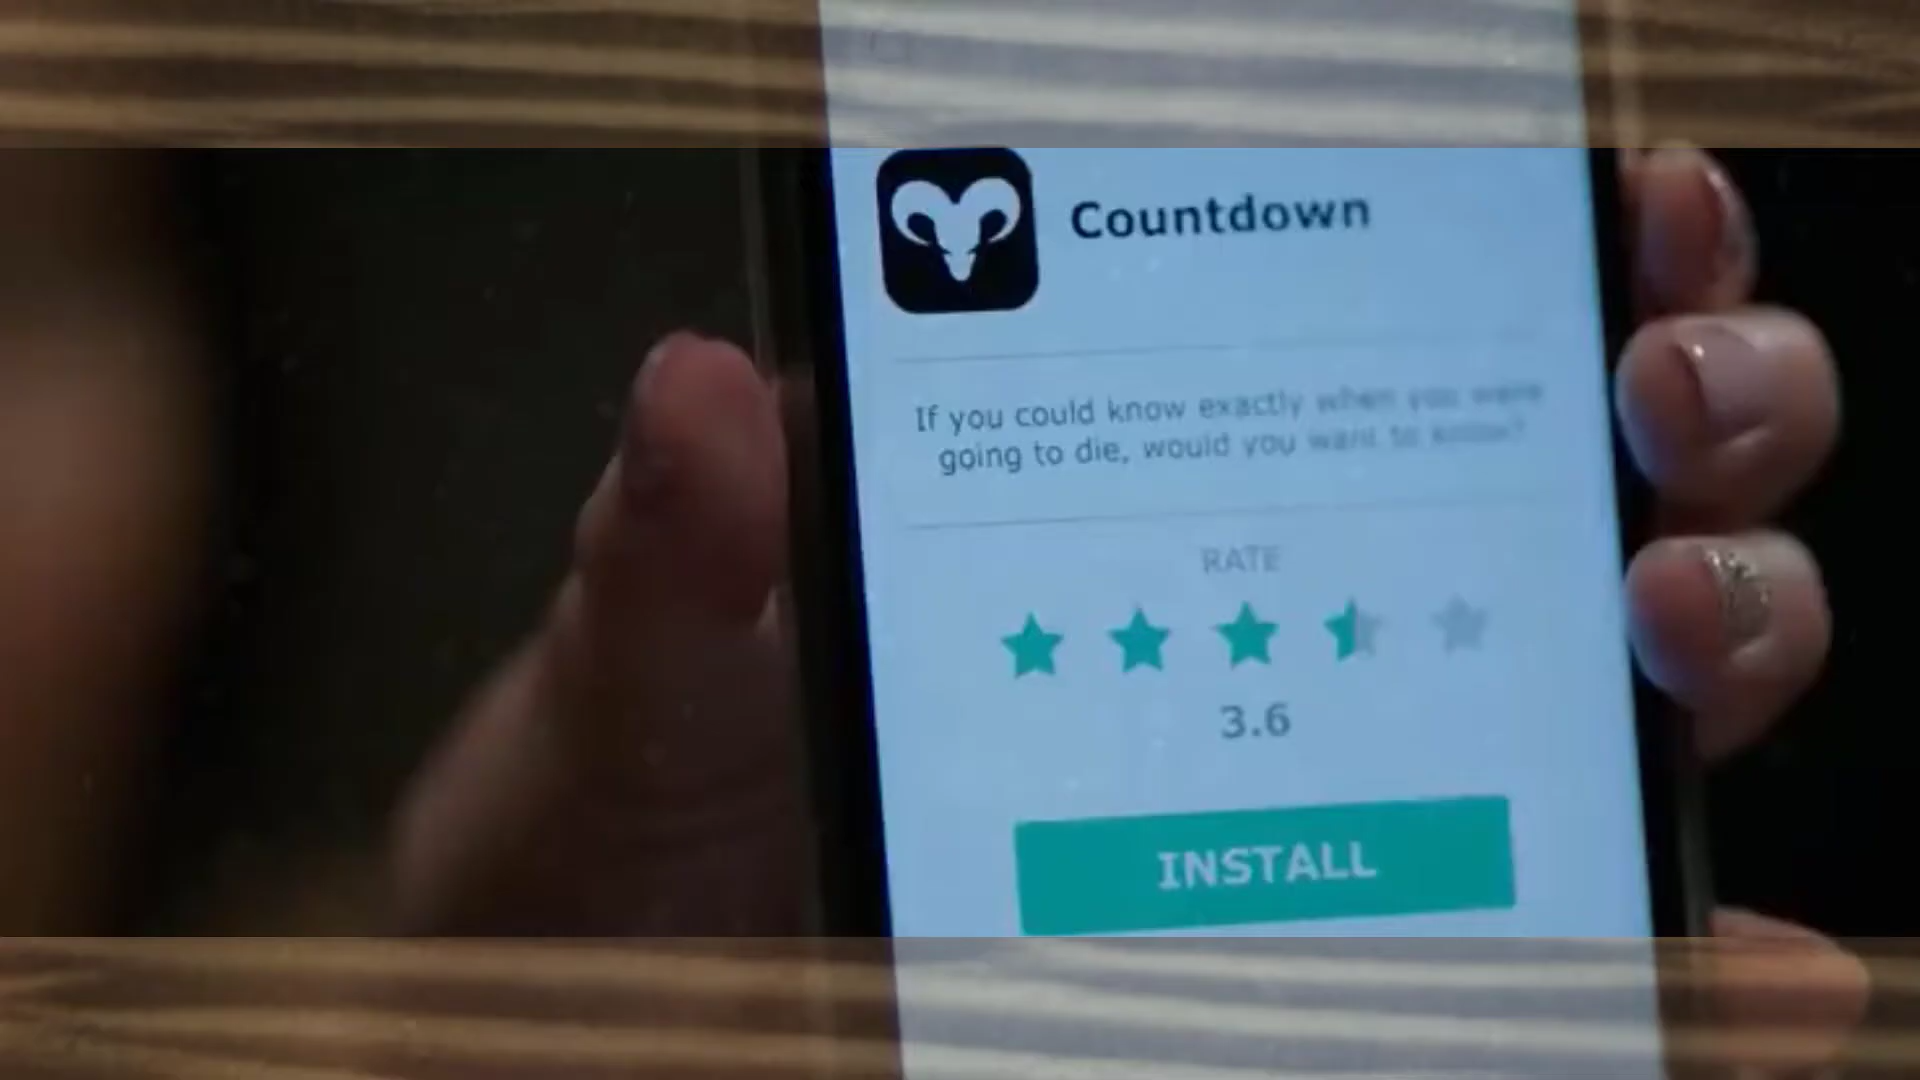 Countdown
If you could know exactly when you were
going to die, would you want to know?
RATE
3.6
INSTALL